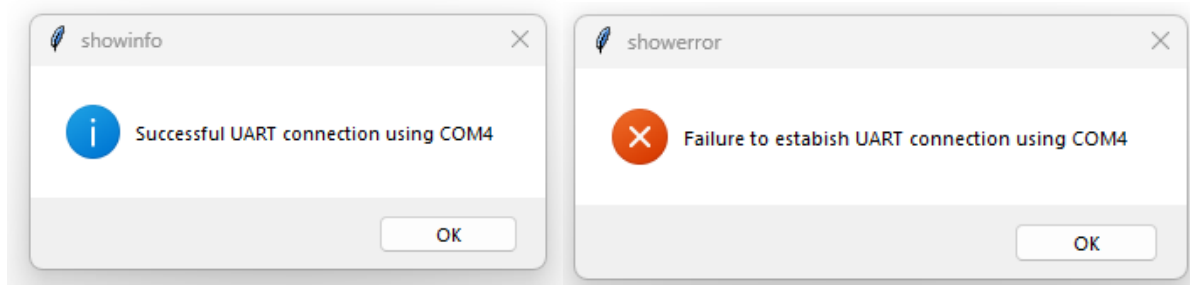 showinfo
Successful UART connection using COM4
OK
showerror
Failure to estabish UART connection using COM4
OK